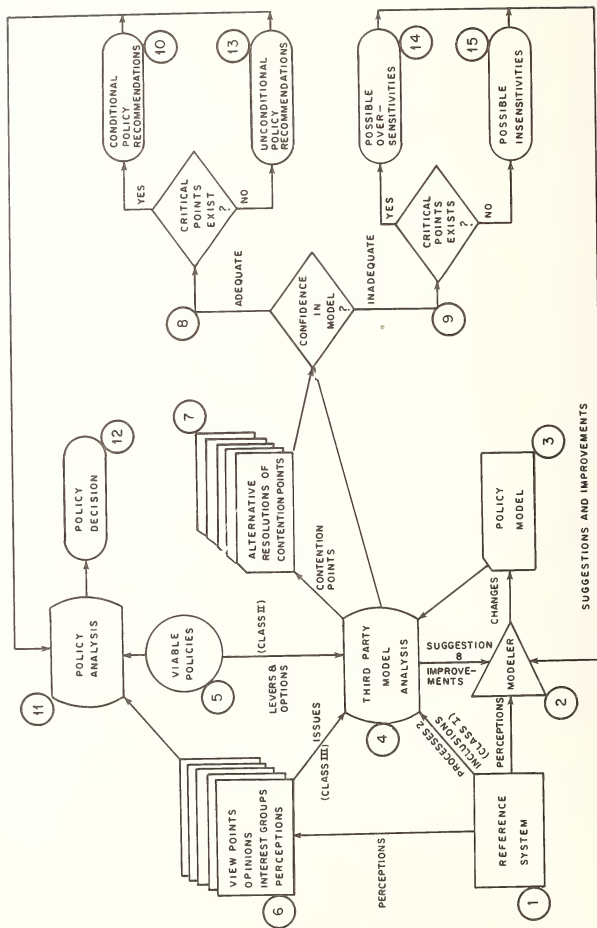 10
CONDITIONAL
POLICY
RECOMMENDATIONS
13
UNCONDITIONAL
POLICY
RECOMMENDATIONS
14
POSSIBLE
OVER-
SENSITIVITIES
15
POSSIBLE
INSENSITIVITIES
YES
CRITICAL
POINTS
EXIST
?
NO
YES
CRITICAL
POINTS
EXISTS
?
NO
8
ADEQUATE
CONFIDENCE
IN
MODEL
?
INADEQUATE
9
12
POLICY
DECISION
7
ALTERNATIVE
RESOLUTIONS OF
CONTENTION POINTS
3
POLICY
MODEL
SUGGESTIONS AND IMPROVEMENTS
CONTENTION
POINTS
CHANGES
11
POLICY
ANALYSIS
VIABLE
POLICIES
5
(CLASS II)
LEVERS &
OPTIONS
THIRD PARTY
MODEL
ANALYSIS
4
SUGGESTION
8
IMPROVE-
MENTS
MODELER
2
ISSUES
(CLASS III)
PROCESSES 2
INCLUSIONS
(CLASS I)
PERCEPTIONS
VIEW POINTS
OPINIONS
INTEREST GROUPS
PERCEPTIONS
6
PERCEPTIONS
REFERENCE
SYSTEM
1